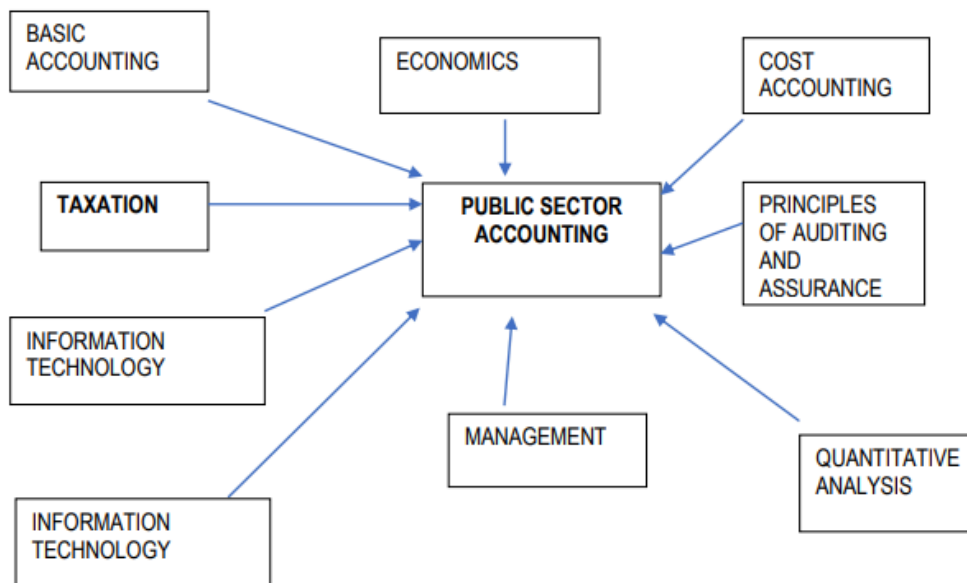 BASIC
ACCOUNTING
ECONOMICS
COST
ACCOUNTING
TAXATION
PUBLIC SECTOR
ACCOUNTING
PRINCIPLES
OF AUDITING
AND
ASSURANCE
INFORMATION
TECHNOLOGY
MANAGEMENT
QUANTITATIVE
ANALYSIS
INFORMATION
TECHNOLOGY